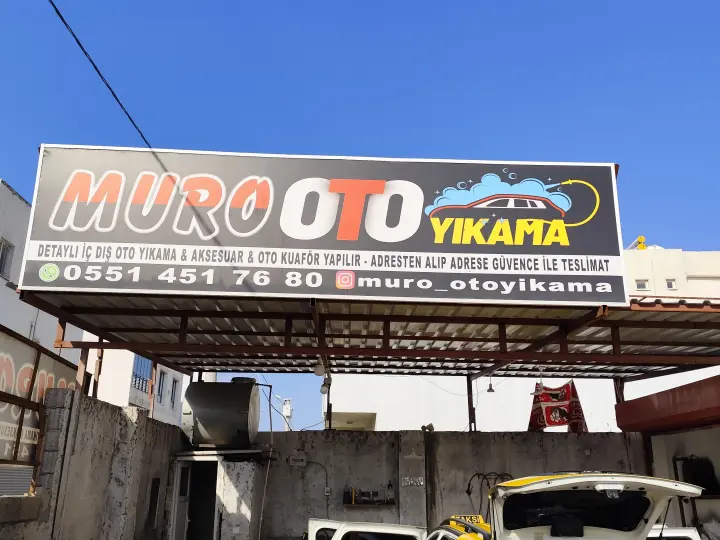 MURO OTO YIKAMA
DETAYLI İÇ DIŞ OTO YIKAMA & AKSESUAR & OTO KUAFÖR YAPILIR - ADRESTEN ALIP ADRESE GÜVENCE İLE TESLİMAT
0551 451 76 80 muro_otoyikama
TAKSİ